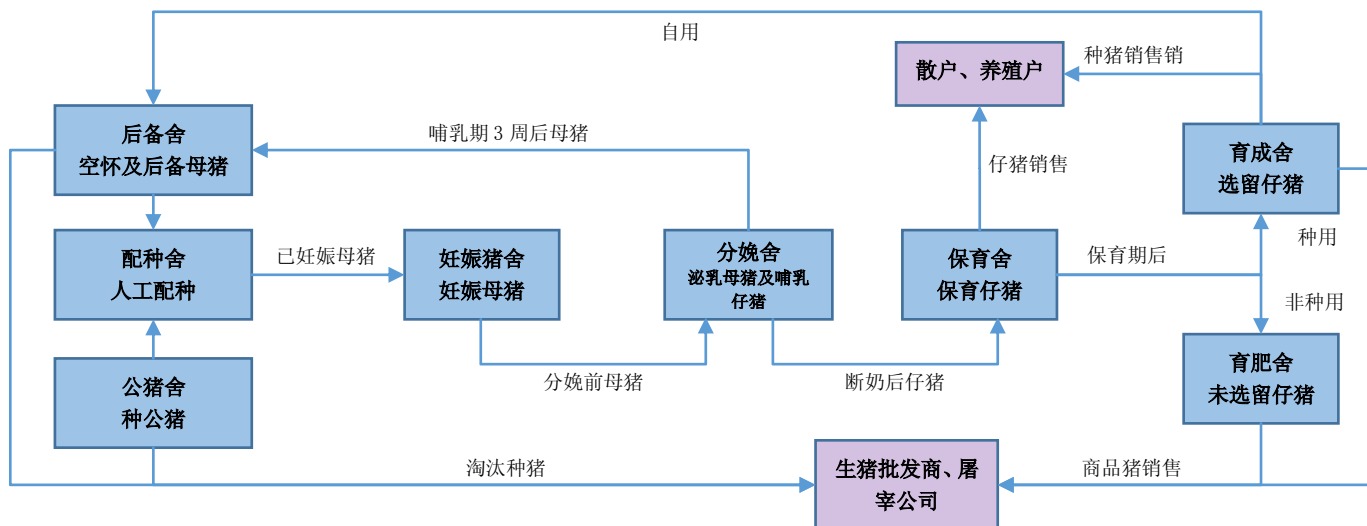 自用
散户、养殖户
种猪销售销
后备舍
空怀及后备母猪
哺乳期 3 周后母猪
仔猪销售
育成舍
选留仔猪
配种舍
人工配种
已妊娠母猪
妊娠猪舍
妊娠母猪
分娩舍
泌乳母猪及哺乳
仔猪
保育舍
保育仔猪
保育期后
种用
非种用
公猪舍
种公猪
分娩前母猪
断奶后仔猪
育肥舍
未选留仔猪
淘汰种猪
生猪批发商、屠
宰公司
商品猪销售